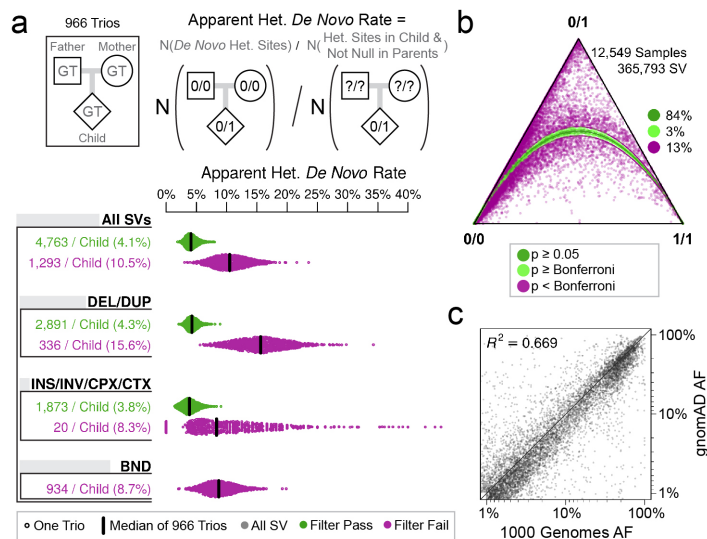 a
966 Trios
Father Mother
GT GT
GT
Child
Apparent Het. De Novo Rate =
N(De Novo Het. Sites) / N(Het. Sites in Child &
Not Null in Parents)
N ( 0/0 0/0 / N ( ?/? ?/?
0/1 ) 0/1 )
Apparent Het. De Novo Rate
0% 5% 10% 15% 20% 25% 30% 35% 40%
All SVs
4,763 / Child (4.1%)
1,293 / Child (10.5%)
DEL/DUP
2,891 / Child (4.3%)
336 / Child (15.6%)
INS/INV/CPX/CTX
1,873 / Child (3.8%)
20 / Child (8.3%)
BND
934 / Child (8.7%)
One Trio Median of 966 Trios All SV Filter Pass Filter Fail
b
0/1
12,549 Samples
365,793 SV
84%
3%
13%
0/0 1/1
p ≥ 0.05
p ≥ Bonferroni
p < Bonferroni
c
R² = 0.669
100%
10%
1%
gnomAD AF
1% 10% 100%
1000 Genomes AF